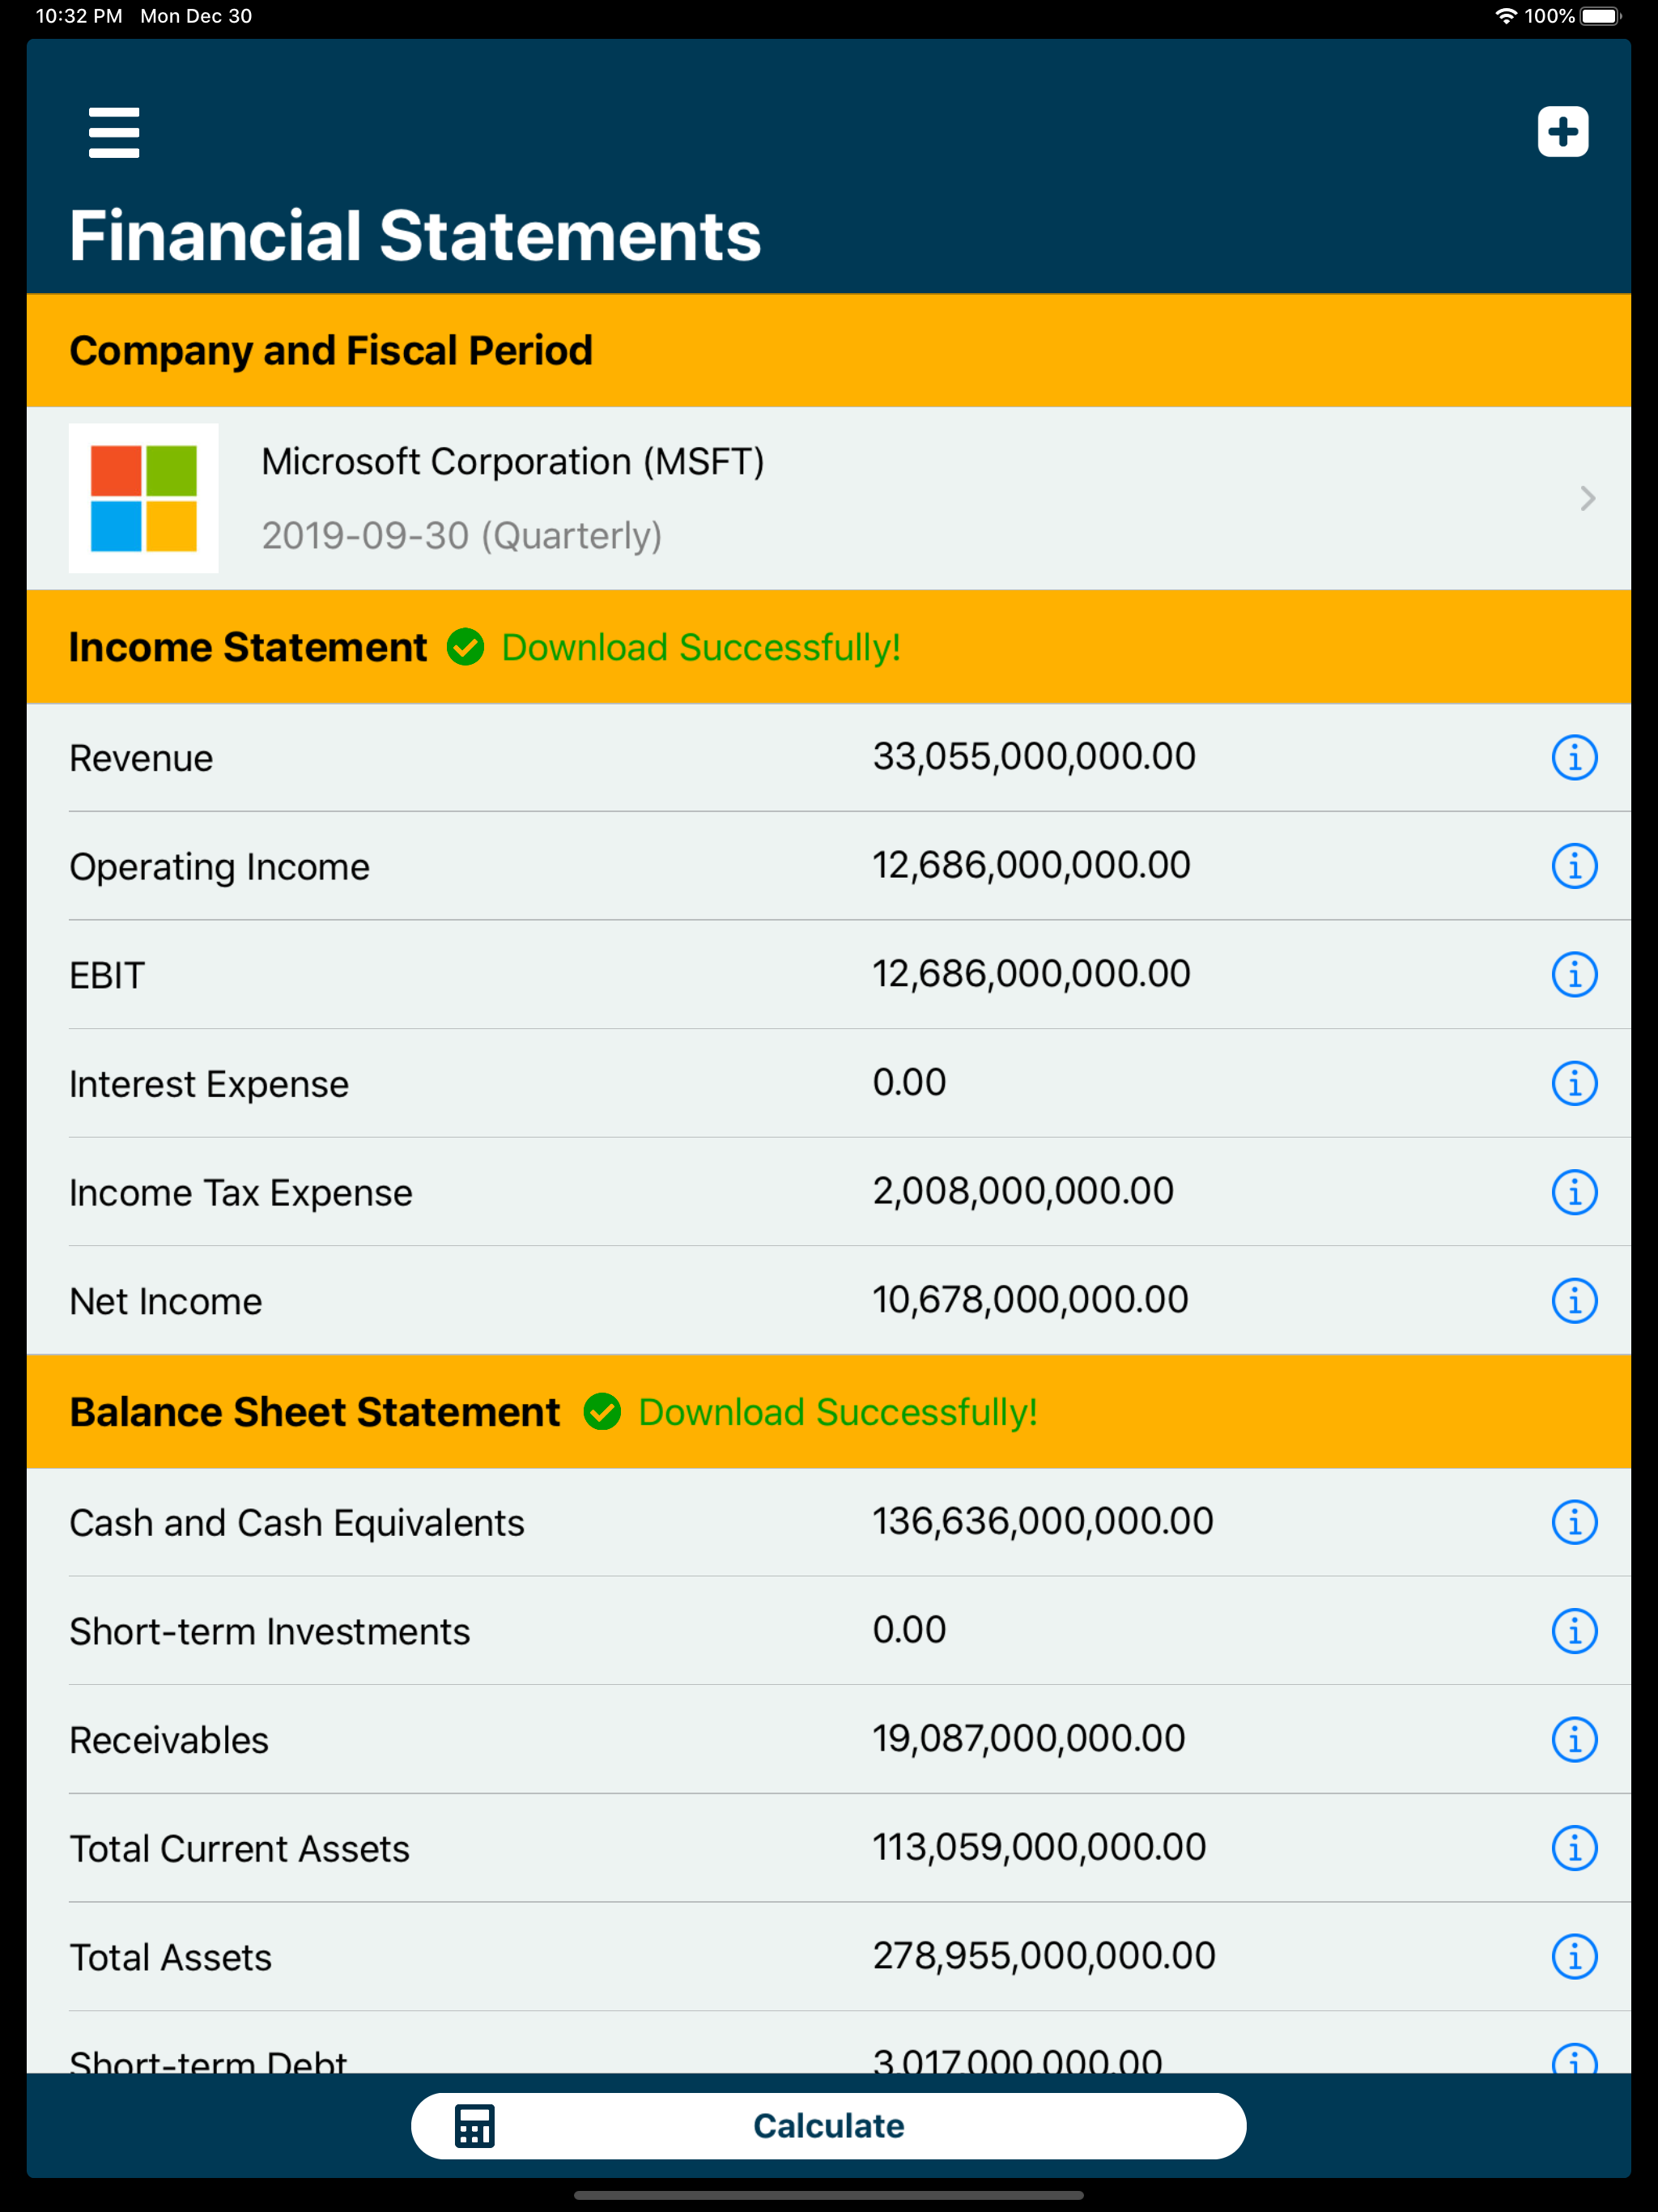 10:32 PM Mon Dec 30 100%
Financial Statements
Company and Fiscal Period
Microsoft Corporation (MSFT)
2019-09-30 (Quarterly)
Income Statement Download Successfully!
Revenue 33,055,000,000.00
Operating Income 12,686,000,000.00
EBIT 12,686,000,000.00
Interest Expense 0.00
Income Tax Expense 2,008,000,000.00
Net Income 10,678,000,000.00
Balance Sheet Statement Download Successfully!
Cash and Cash Equivalents 136,636,000,000.00
Short-term Investments 0.00
Receivables 19,087,000,000.00
Total Current Assets 113,059,000,000.00
Total Assets 278,955,000,000.00
Short-term Debt 3,017,000,000.00
Calculate